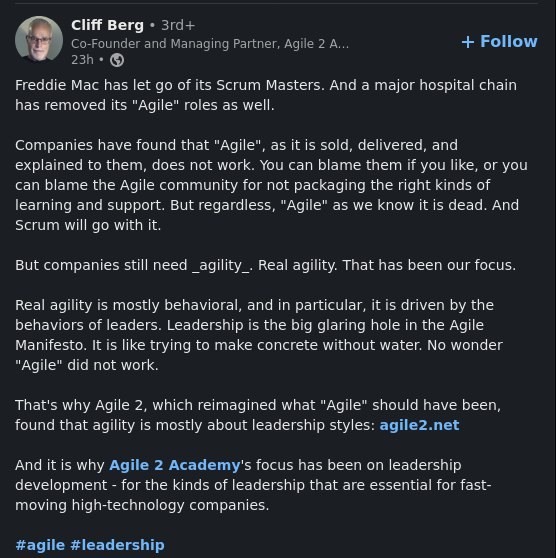 Cliff Berg • 3rd+
Co-Founder and Managing Partner, Agile 2 A...
23h •
+ Follow
Freddie Mac has let go of its Scrum Masters. And a major hospital chain
has removed its "Agile" roles as well.
Companies have found that "Agile", as it is sold, delivered, and
explained to them, does not work. You can blame them if you like, or you
can blame the Agile community for not packaging the right kinds of
learning and support. But regardless, "Agile" as we know it is dead. And
Scrum will go with it.
But companies still need _agility_. Real agility. That has been our focus.
Real agility is mostly behavioral, and in particular, it is driven by the
behaviors of leaders. Leadership is the big glaring hole in the Agile
Manifesto. It is like trying to make concrete without water. No wonder
"Agile" did not work.
That's why Agile 2, which reimagined what "Agile" should have been,
found that agility is mostly about leadership styles: agile2.net
And it is why Agile 2 Academy's focus has been on leadership
development - for the kinds of leadership that are essential for fast-
moving high-technology companies.
#agile #leadership